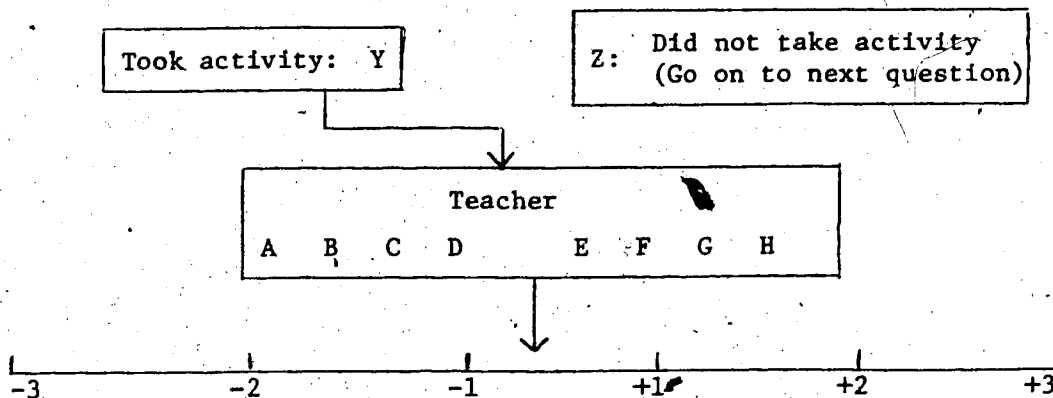 Took activity: Y
Z: Did not take activity
(Go on to next question)
Teacher
A B C D E F G H
-3 -2 -1 +1 +2 +3